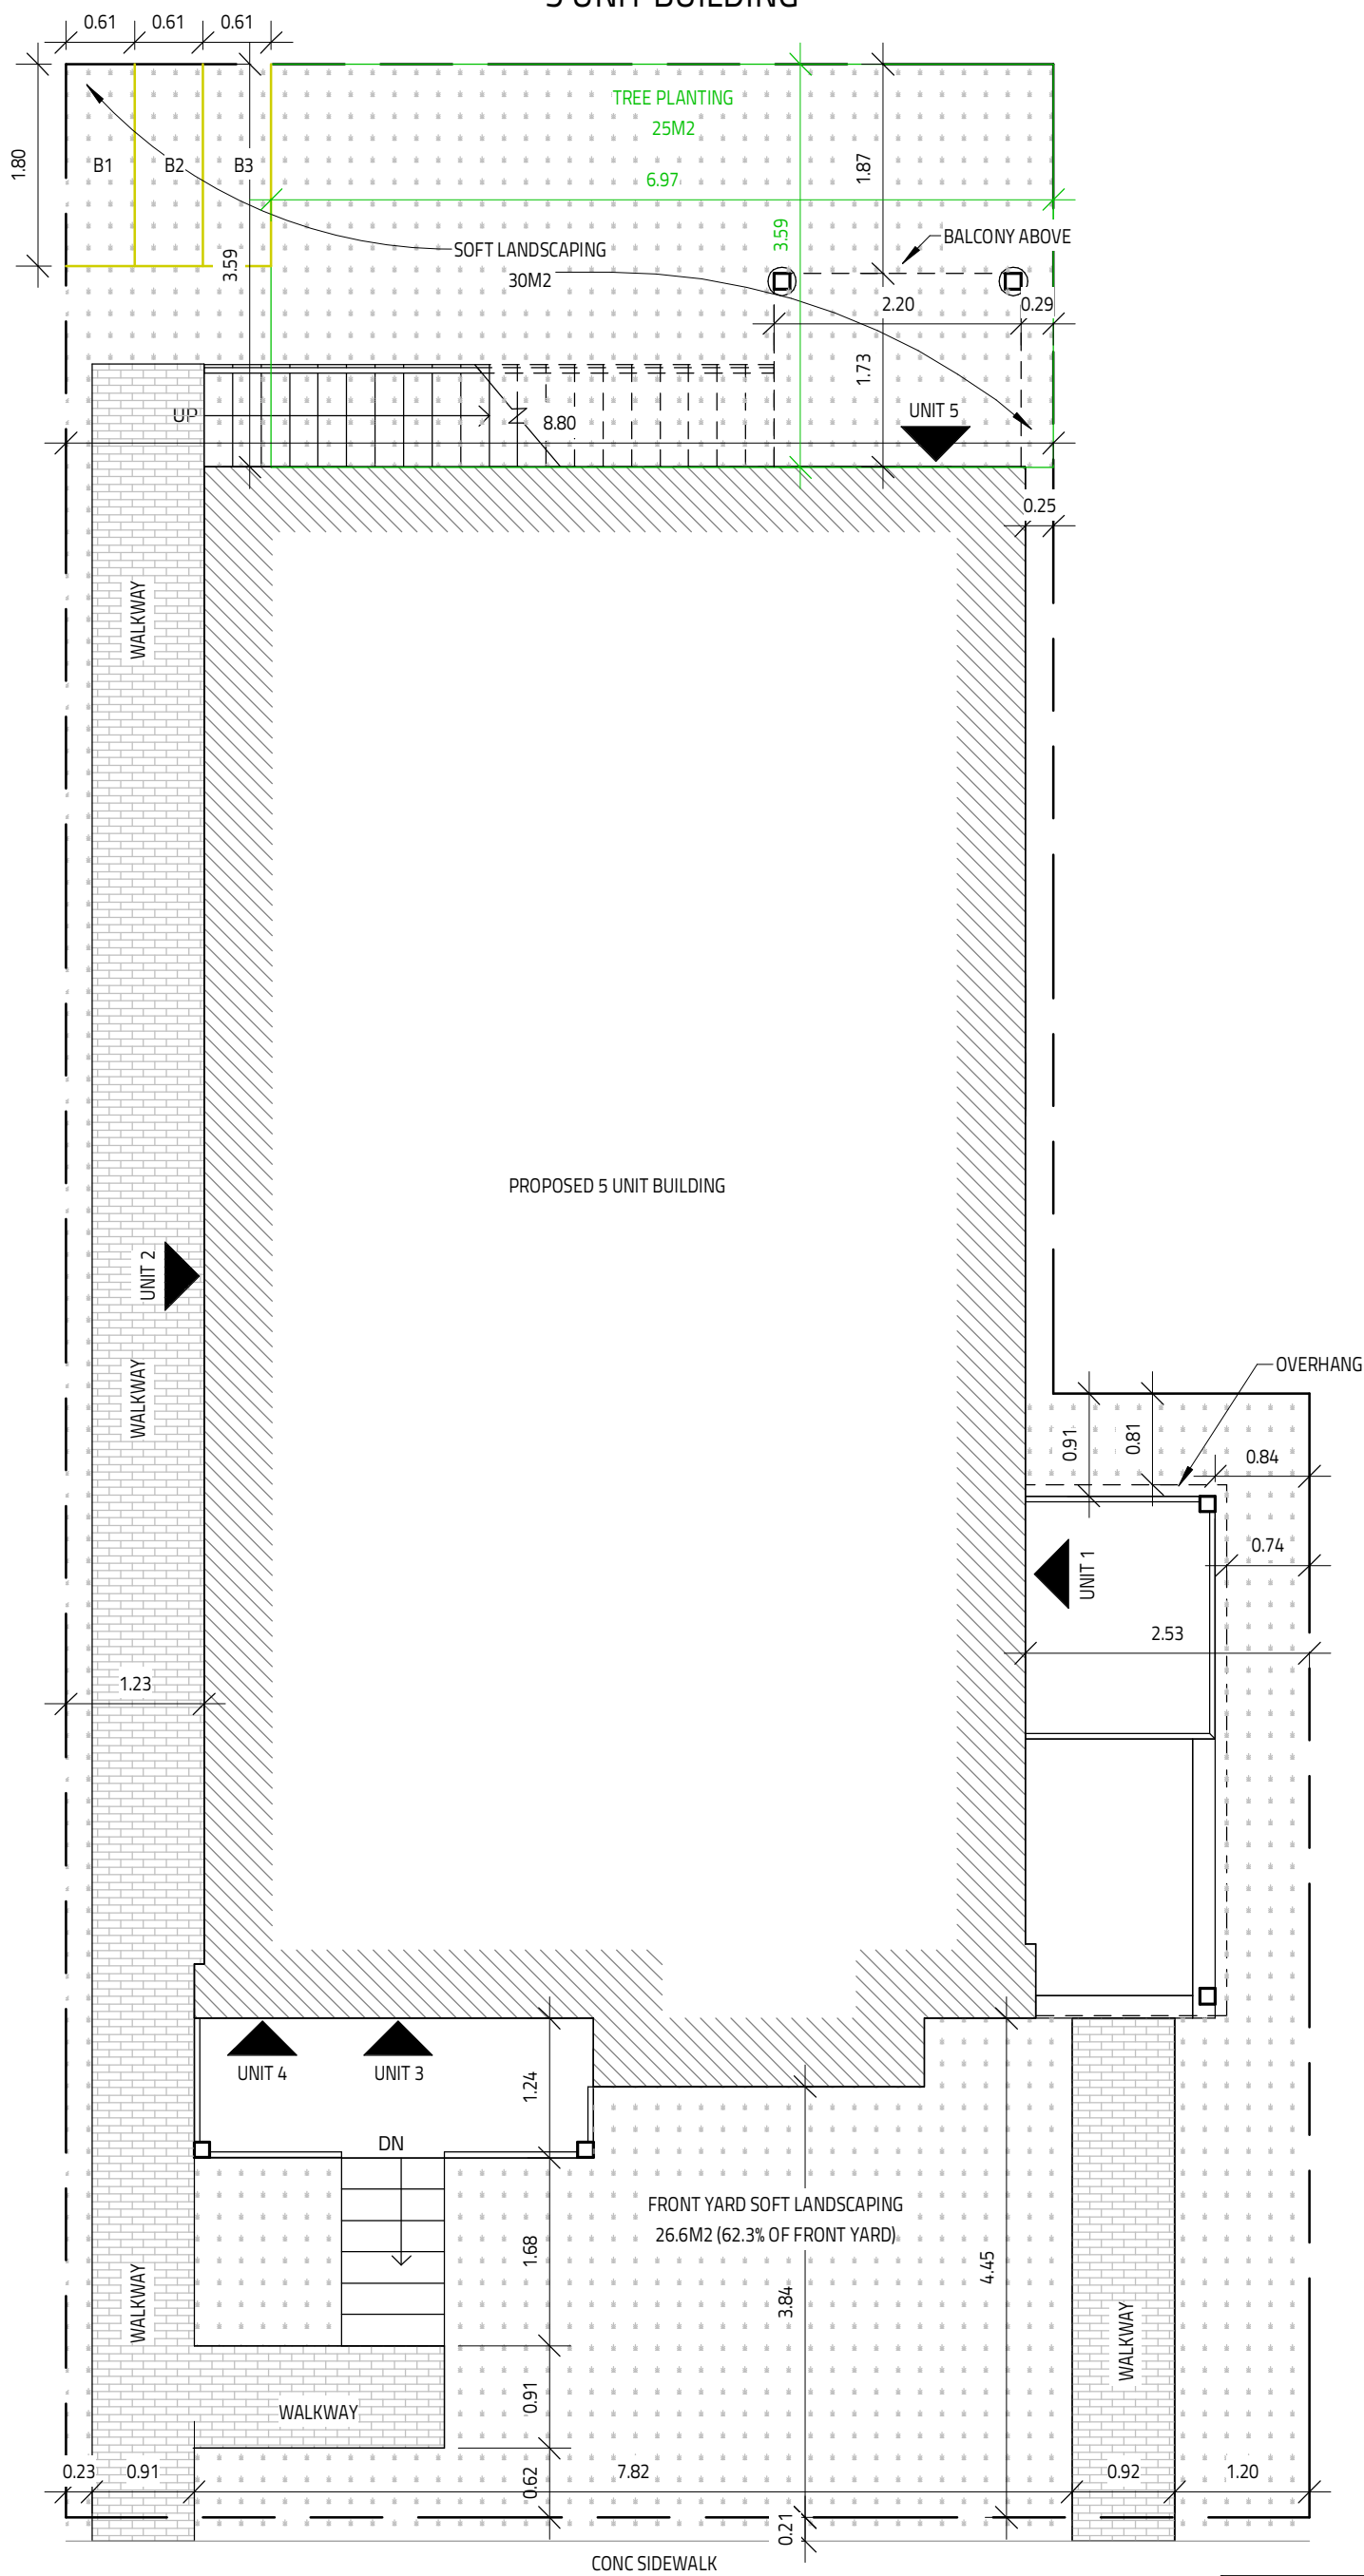 5 UNIT BUILDING
0.61 0.61 0.61
TREE PLANTING
25M2
1.80
B1 B2 B3
1.87
6.97
3.59
3.59
SOFT LANDSCAPING
30M2
BALCONY ABOVE
2.20 0.29
1.73
UP
8.80
UNIT 5
0.25
WALKWAY
PROPOSED 5 UNIT BUILDING
UNIT 2
WALKWAY
OVERHANG
0.91
0.81
0.84
0.74
UNIT 1
2.53
1.23
UNIT 4
UNIT 3
1.24
DN
FRONT YARD SOFT LANDSCAPING
26.6M2 (62.3% OF FRONT YARD)
1.68
4.45
3.84
WALKWAY
WALKWAY
0.91
WALKWAY
0.23 0.91 7.82 0.92 1.20
0.62
0.21
CONC SIDEWALK